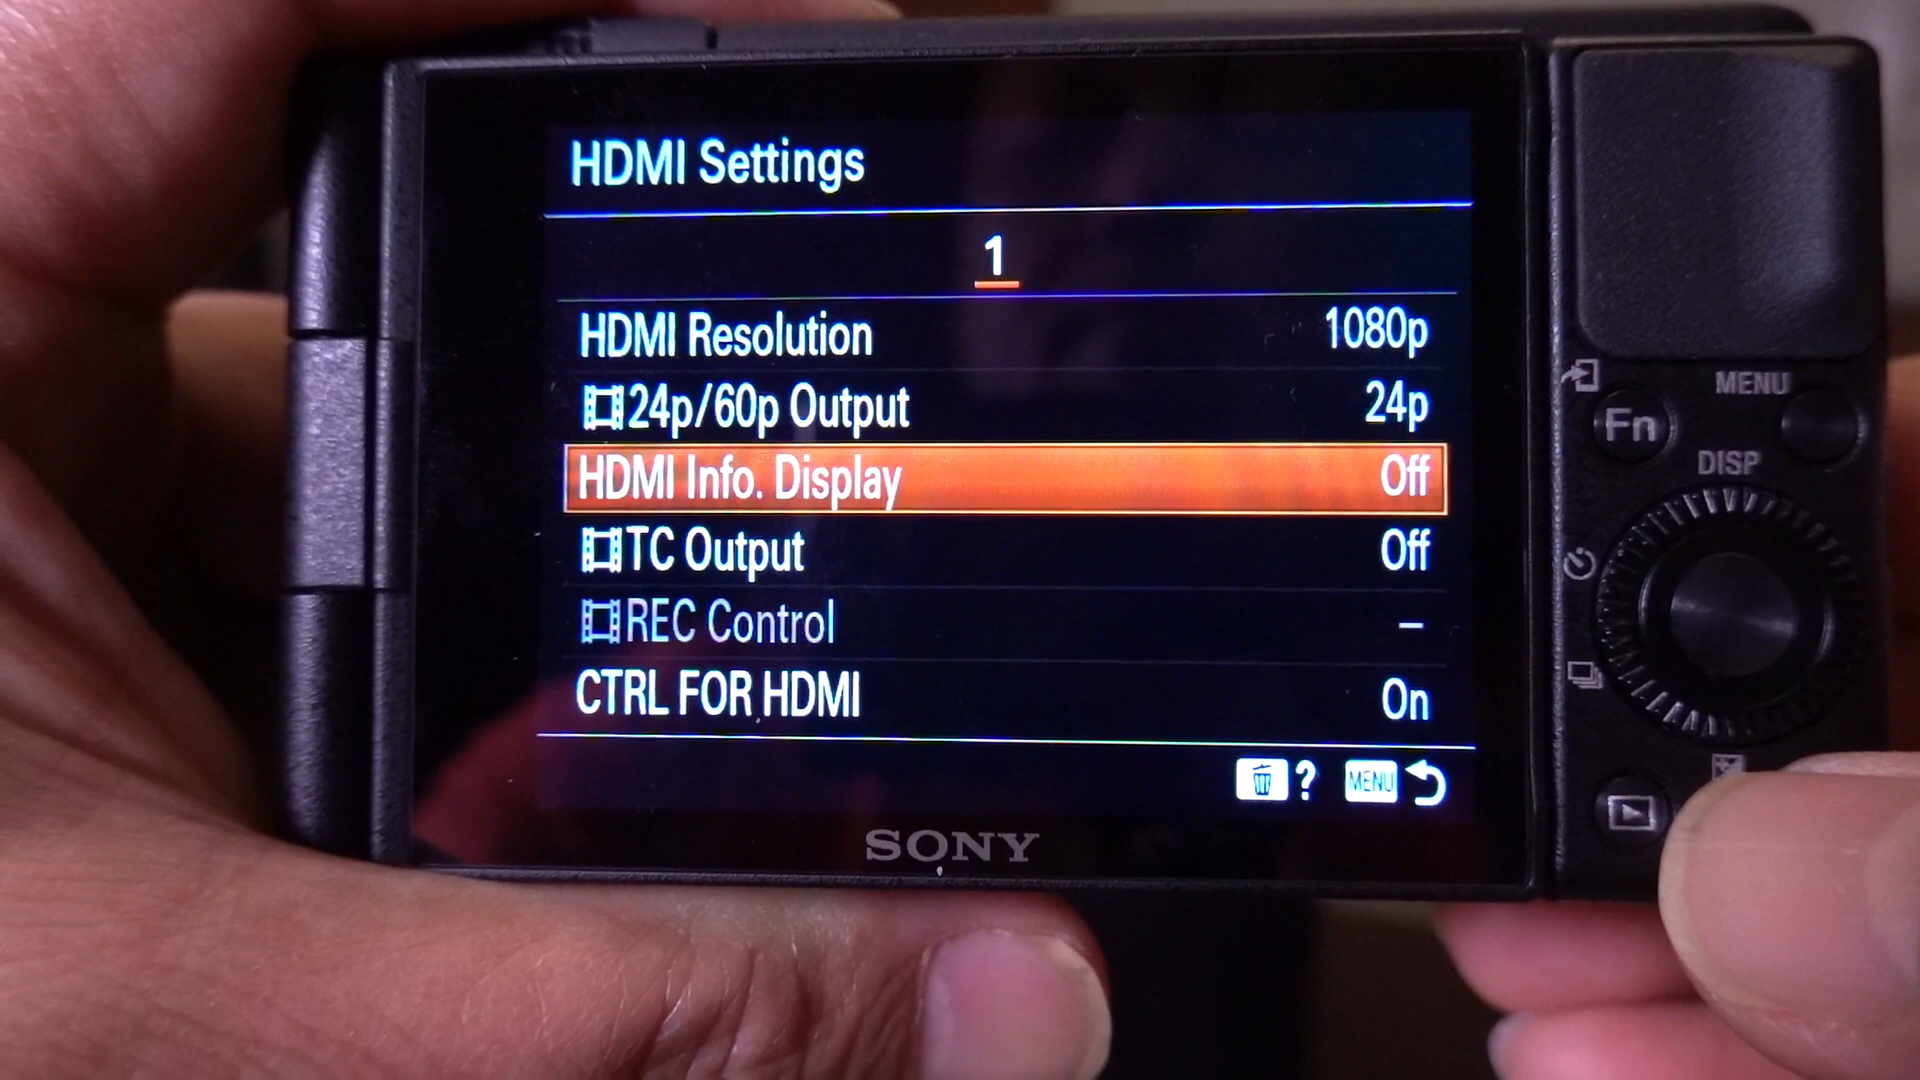 HDMI Settings
1
HDMI Resolution 1080p
24p/60p Output 24p
HDMI Info. Display Off
TC Output Off
REC Control –
CTRL FOR HDMI On
? MENU
SONY
MENU
Fn
DISP